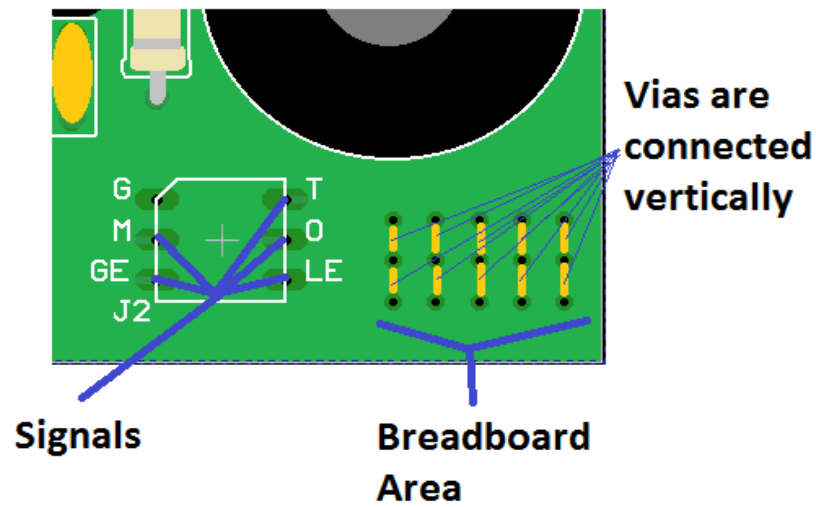 Vias are
connected
vertically
G
T
M
O
GE
LE
J2
Signals
Breadboard
Area